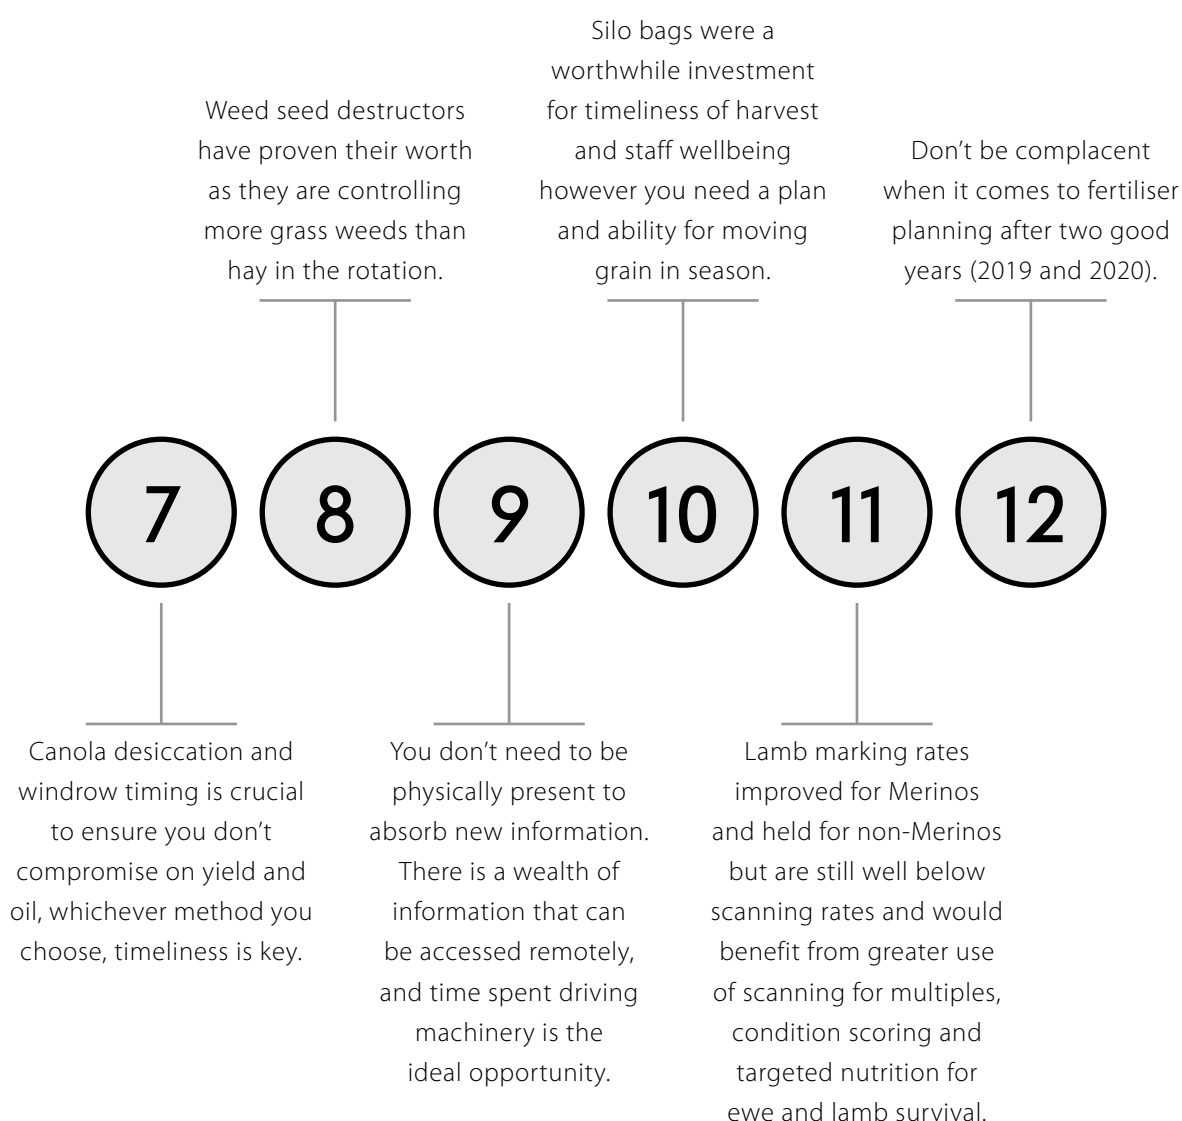 Silo bags were a
worthwhile investment
for timeliness of harvest
and staff wellbeing
however you need a plan
and ability for moving
grain in season.
Weed seed destructors
have proven their worth
as they are controlling
more grass weeds than
hay in the rotation.
Don’t be complacent
when it comes to fertiliser
planning after two good
years (2019 and 2020).
7
8
9
10
11
12
Canola desiccation and
windrow timing is crucial
to ensure you don’t
compromise on yield and
oil, whichever method you
choose, timeliness is key.
You don’t need to be
physically present to
absorb new information.
There is a wealth of
information that can
be accessed remotely,
and time spent driving
machinery is the
ideal opportunity.
Lamb marking rates
improved for Merinos
and held for non-Merinos
but are still well below
scanning rates and would
benefit from greater use
of scanning for multiples,
condition scoring and
targeted nutrition for
ewe and lamb survival.